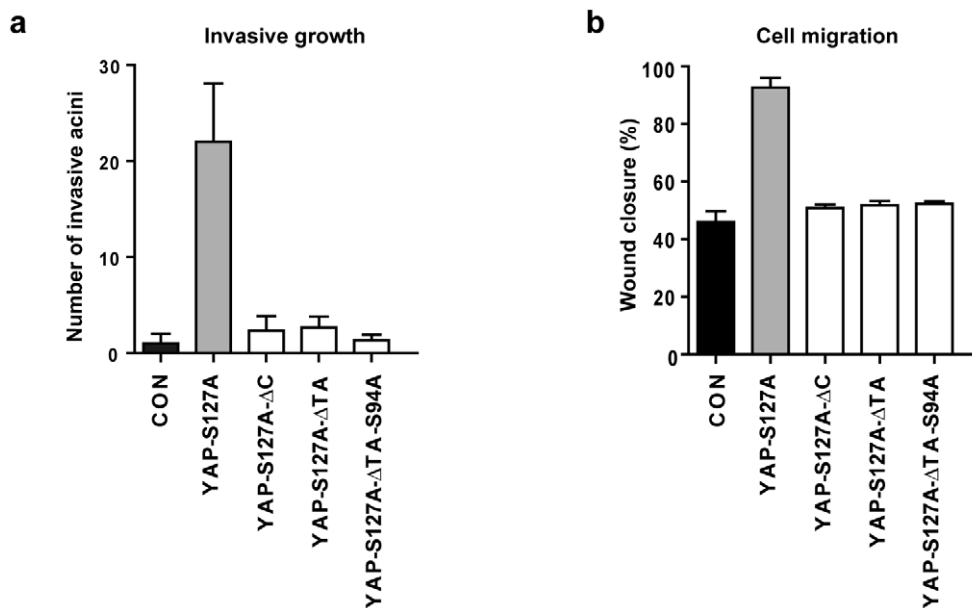 a
Invasive growth
Number of invasive acini
30
20
10
0
CON
YAP-S127A
YAP-S127A-ΔC
YAP-S127A-ΔTA
YAP-S127A-ΔTA-S94A
b
Cell migration
Wound closure (%)
100
80
60
40
20
0
CON
YAP-S127A
YAP-S127A-ΔC
YAP-S127A-ΔTA
YAP-S127A-ΔTA-S94A